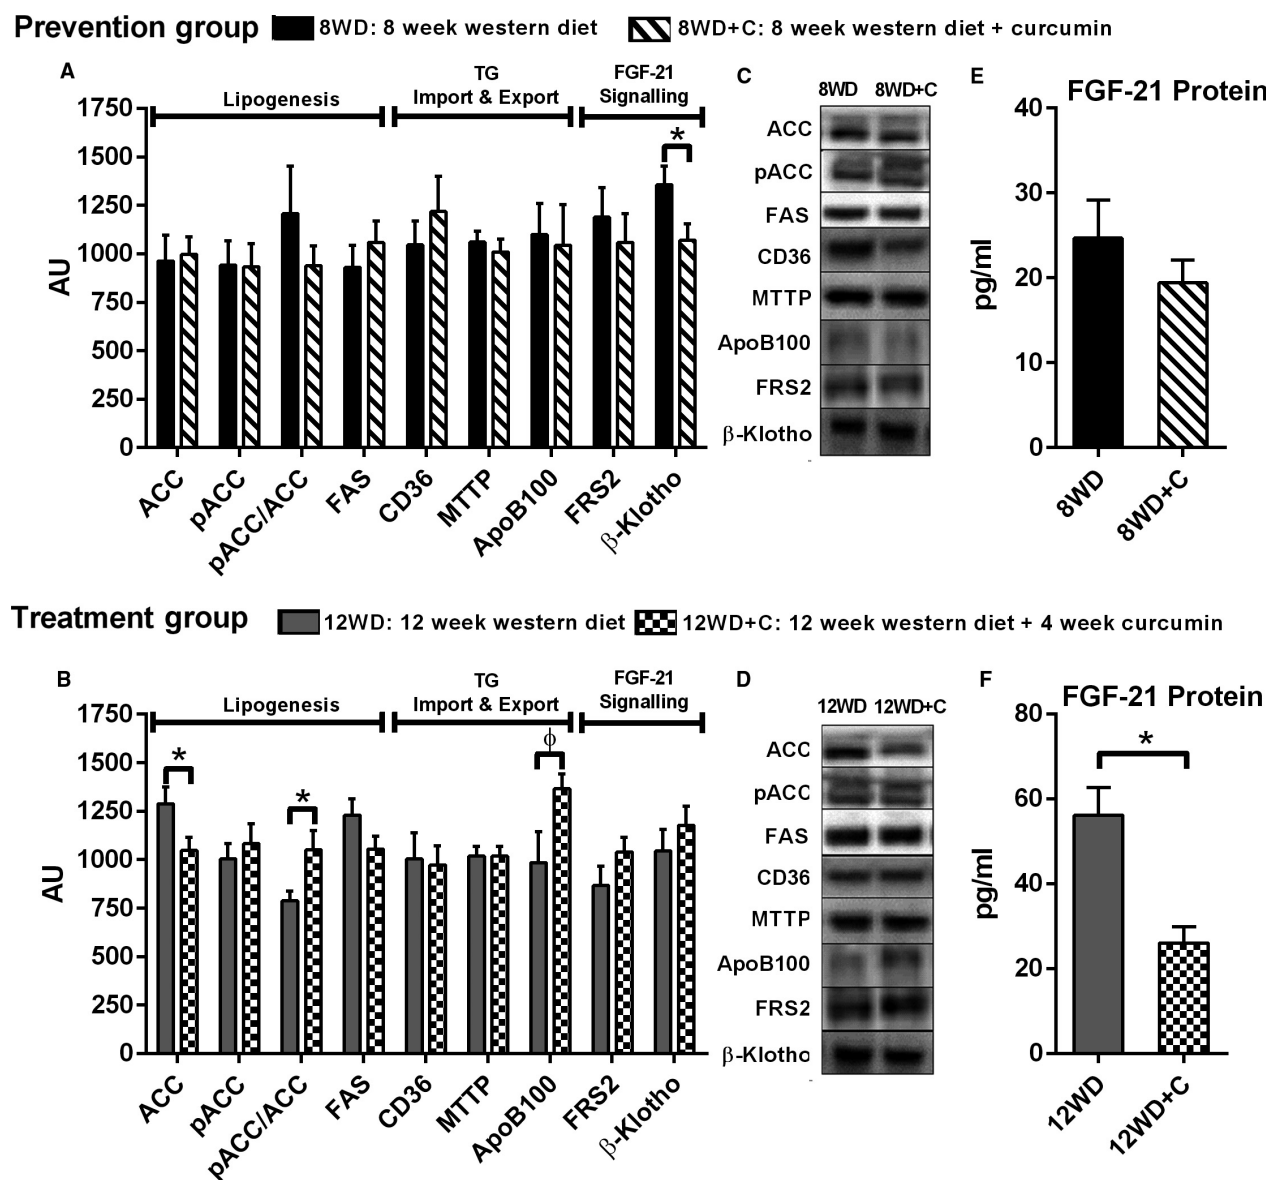 Prevention group 8WD: 8 week western diet 8WD+C: 8 week western diet + curcumin
A
Lipogenesis
TG
Import & Export
FGF-21
Signalling
1750
1500
1250
1000
750
500
250
0
AU
*
ACC
pACC
pACC/ACC
FAS
CD36
MTTP
ApoB100
FRS2
β-Klotho
C
8WD 8WD+C
ACC
pACC
FAS
CD36
MTTP
ApoB100
FRS2
β-Klotho
E
FGF-21 Protein
40
30
20
10
0
pg/ml
8WD
8WD+C
Treatment group 12WD: 12 week western diet 12WD+C: 12 week western diet + 4 week curcumin
B
Lipogenesis
TG
Import & Export
FGF-21
Signalling
1750
1500
1250
1000
750
500
250
0
AU
*
*
ϕ
ACC
pACC
pACC/ACC
FAS
CD36
MTTP
ApoB100
FRS2
β-Klotho
D
12WD 12WD+C
ACC
pACC
FAS
CD36
MTTP
ApoB100
FRS2
β-Klotho
F
FGF-21 Protein
80
60
40
20
0
pg/ml
*
12WD
12WD+C